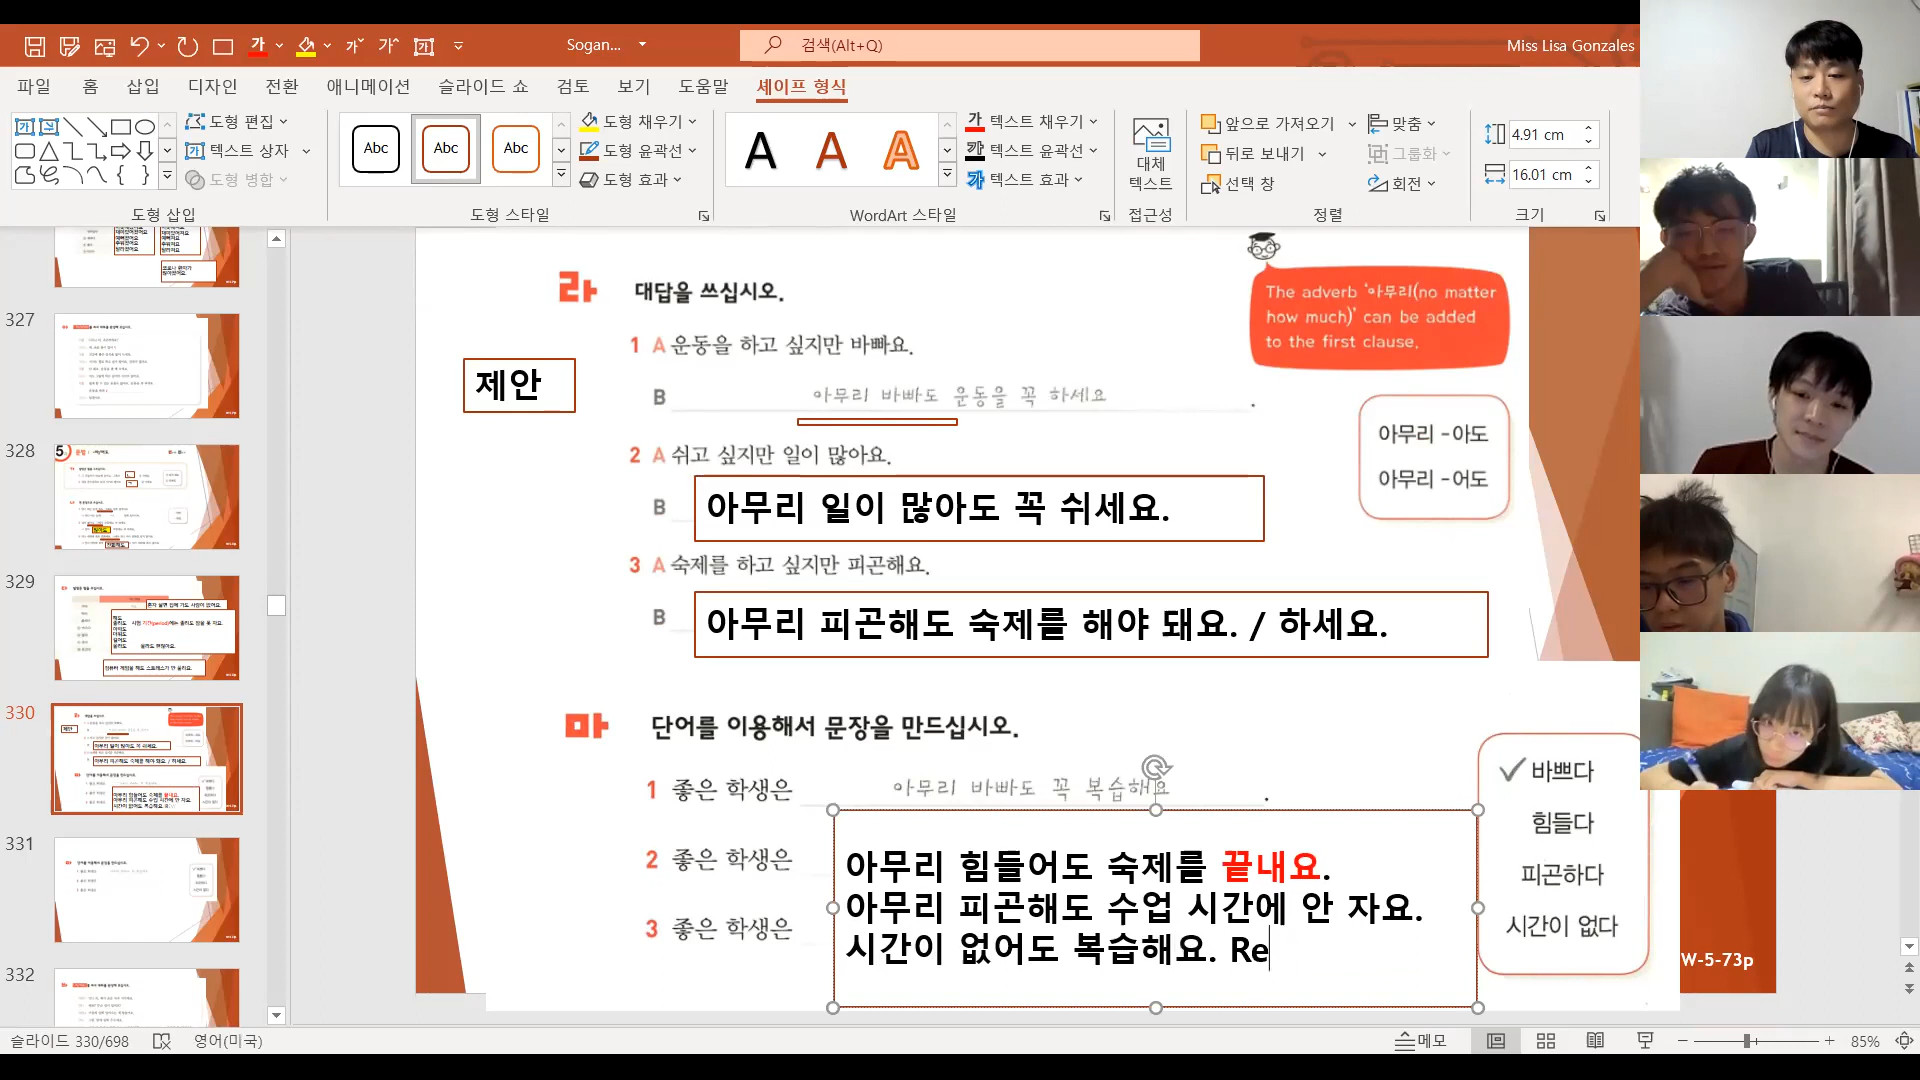 Sogan...
검색(Alt+Q)
Miss Lisa Gonzales
파일 홈 삽입 디자인 전환 애니메이션 슬라이드 쇼 검토 보기 도움말 셰이프 형식
도형 편집
텍스트 상자
도형 병합
도형 삽입
Abc Abc Abc
도형 채우기
도형 윤곽선
도형 효과
도형 스타일
A A A
텍스트 채우기
텍스트 윤곽선
텍스트 효과
WordArt 스타일
대체
텍스트
접근성
앞으로 가져오기
뒤로 보내기
선택 창
맞춤
그룹화
회전
정렬
4.91 cm
16.01 cm
크기
327
328
329
330
331
332
라 대답을 쓰십시오.
The adverb ‘아무리(no matter
how much)’ can be added
to the first clause.
1 A 운동을 하고 싶지만 바빠요.
제안
B 아무리 바빠도 운동을 꼭 하세요.
아무리 -아도
아무리 -어도
2 A 쉬고 싶지만 일이 많아요.
B 아무리 일이 많아도 꼭 쉬세요.
3 A 숙제를 하고 싶지만 피곤해요.
B 아무리 피곤해도 숙제를 해야 돼요. / 하세요.
마 단어를 이용해서 문장을 만드십시오.
1 좋은 학생은 아무리 바빠도 꼭 복습해요.
2 좋은 학생은 아무리 힘들어도 숙제를 끝내요.
아무리 피곤해도 수업 시간에 안 자요.
3 좋은 학생은 시간이 없어도 복습해요. Re
✓ 바쁘다
힘들다
피곤하다
시간이 없다
W-5-73p
슬라이드 330/698 영어(미국)
메모
85%